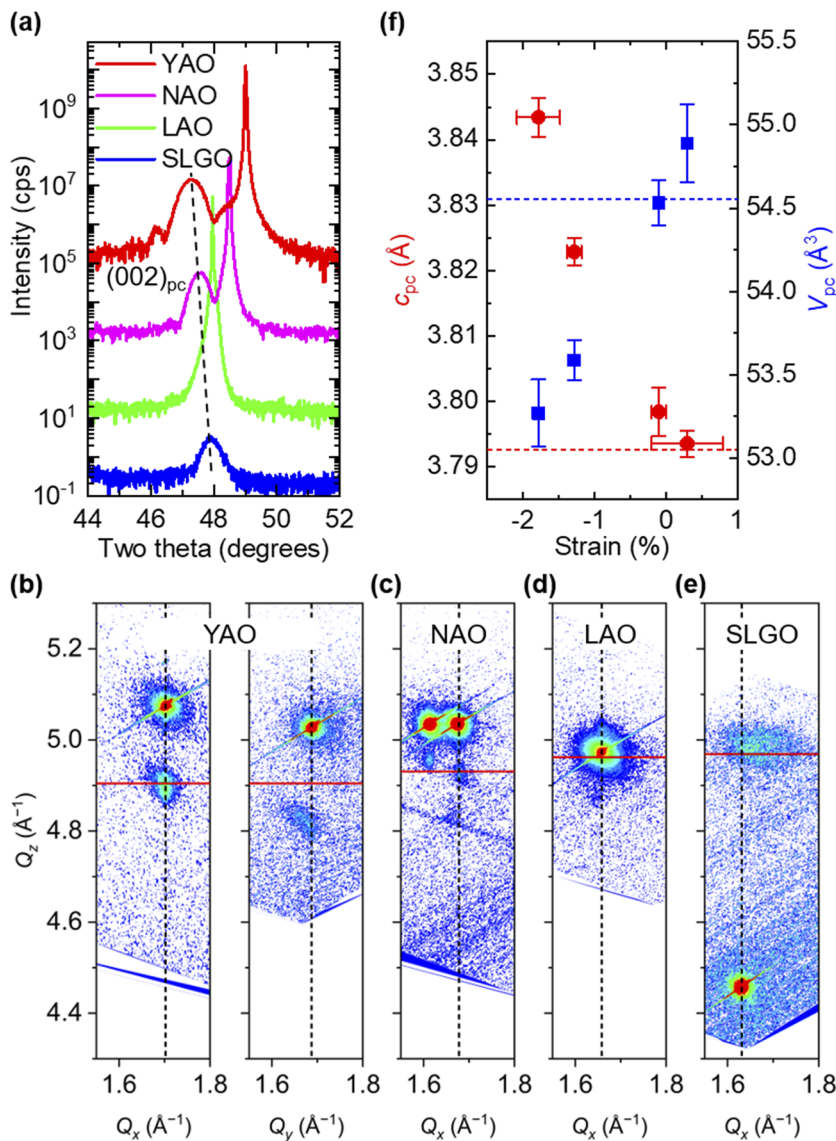 (a)
YAO
NAO
LAO
SLGO
(002)pc
Intensity (cps)
10⁹
10⁷
10⁵
10³
10¹
10⁻¹
44 46 48 50 52
Two theta (degrees)
(f)
3.85
3.84
3.83
3.82
3.81
3.80
3.79
cpc (Å)
55.5
55.0
54.5
54.0
53.5
53.0
Vpc (Å³)
-2 -1 0 1
Strain (%)
(b) (c) (d) (e)
YAO NAO LAO SLGO
5.2
5.0
4.8
4.6
4.4
Qz (Å⁻¹)
1.6 1.8 1.6 1.8 1.6 1.8 1.6 1.8 1.6 1.8
Qx (Å⁻¹) Qy (Å⁻¹) Qx (Å⁻¹) Qx (Å⁻¹) Qx (Å⁻¹)